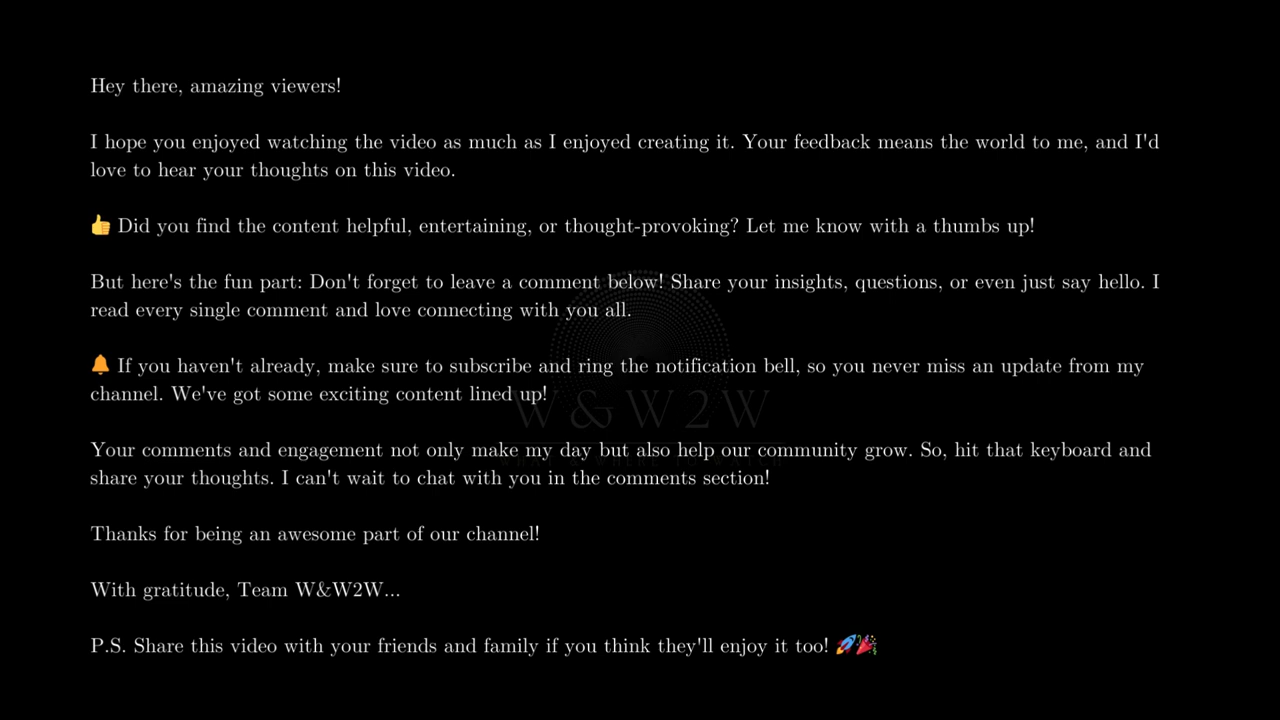 Hey there, amazing viewers!
I hope you enjoyed watching the video as much as I enjoyed creating it. Your feedback means the world to me, and I'd
love to hear your thoughts on this video.
👍 Did you find the content helpful, entertaining, or thought-provoking? Let me know with a thumbs up!
But here's the fun part: Don't forget to leave a comment below! Share your insights, questions, or even just say hello. I
read every single comment and love connecting with you all.
🔔 If you haven't already, make sure to subscribe and ring the notification bell, so you never miss an update from my
channel. We've got some exciting content lined up!
W&W2W
Your comments and engagement not only make my day but also help our community grow. So, hit that keyboard and
share your thoughts. I can't wait to chat with you in the comments section!
Thanks for being an awesome part of our channel!
With gratitude, Team W&W2W...
P.S. Share this video with your friends and family if you think they'll enjoy it too! 🚀🎉